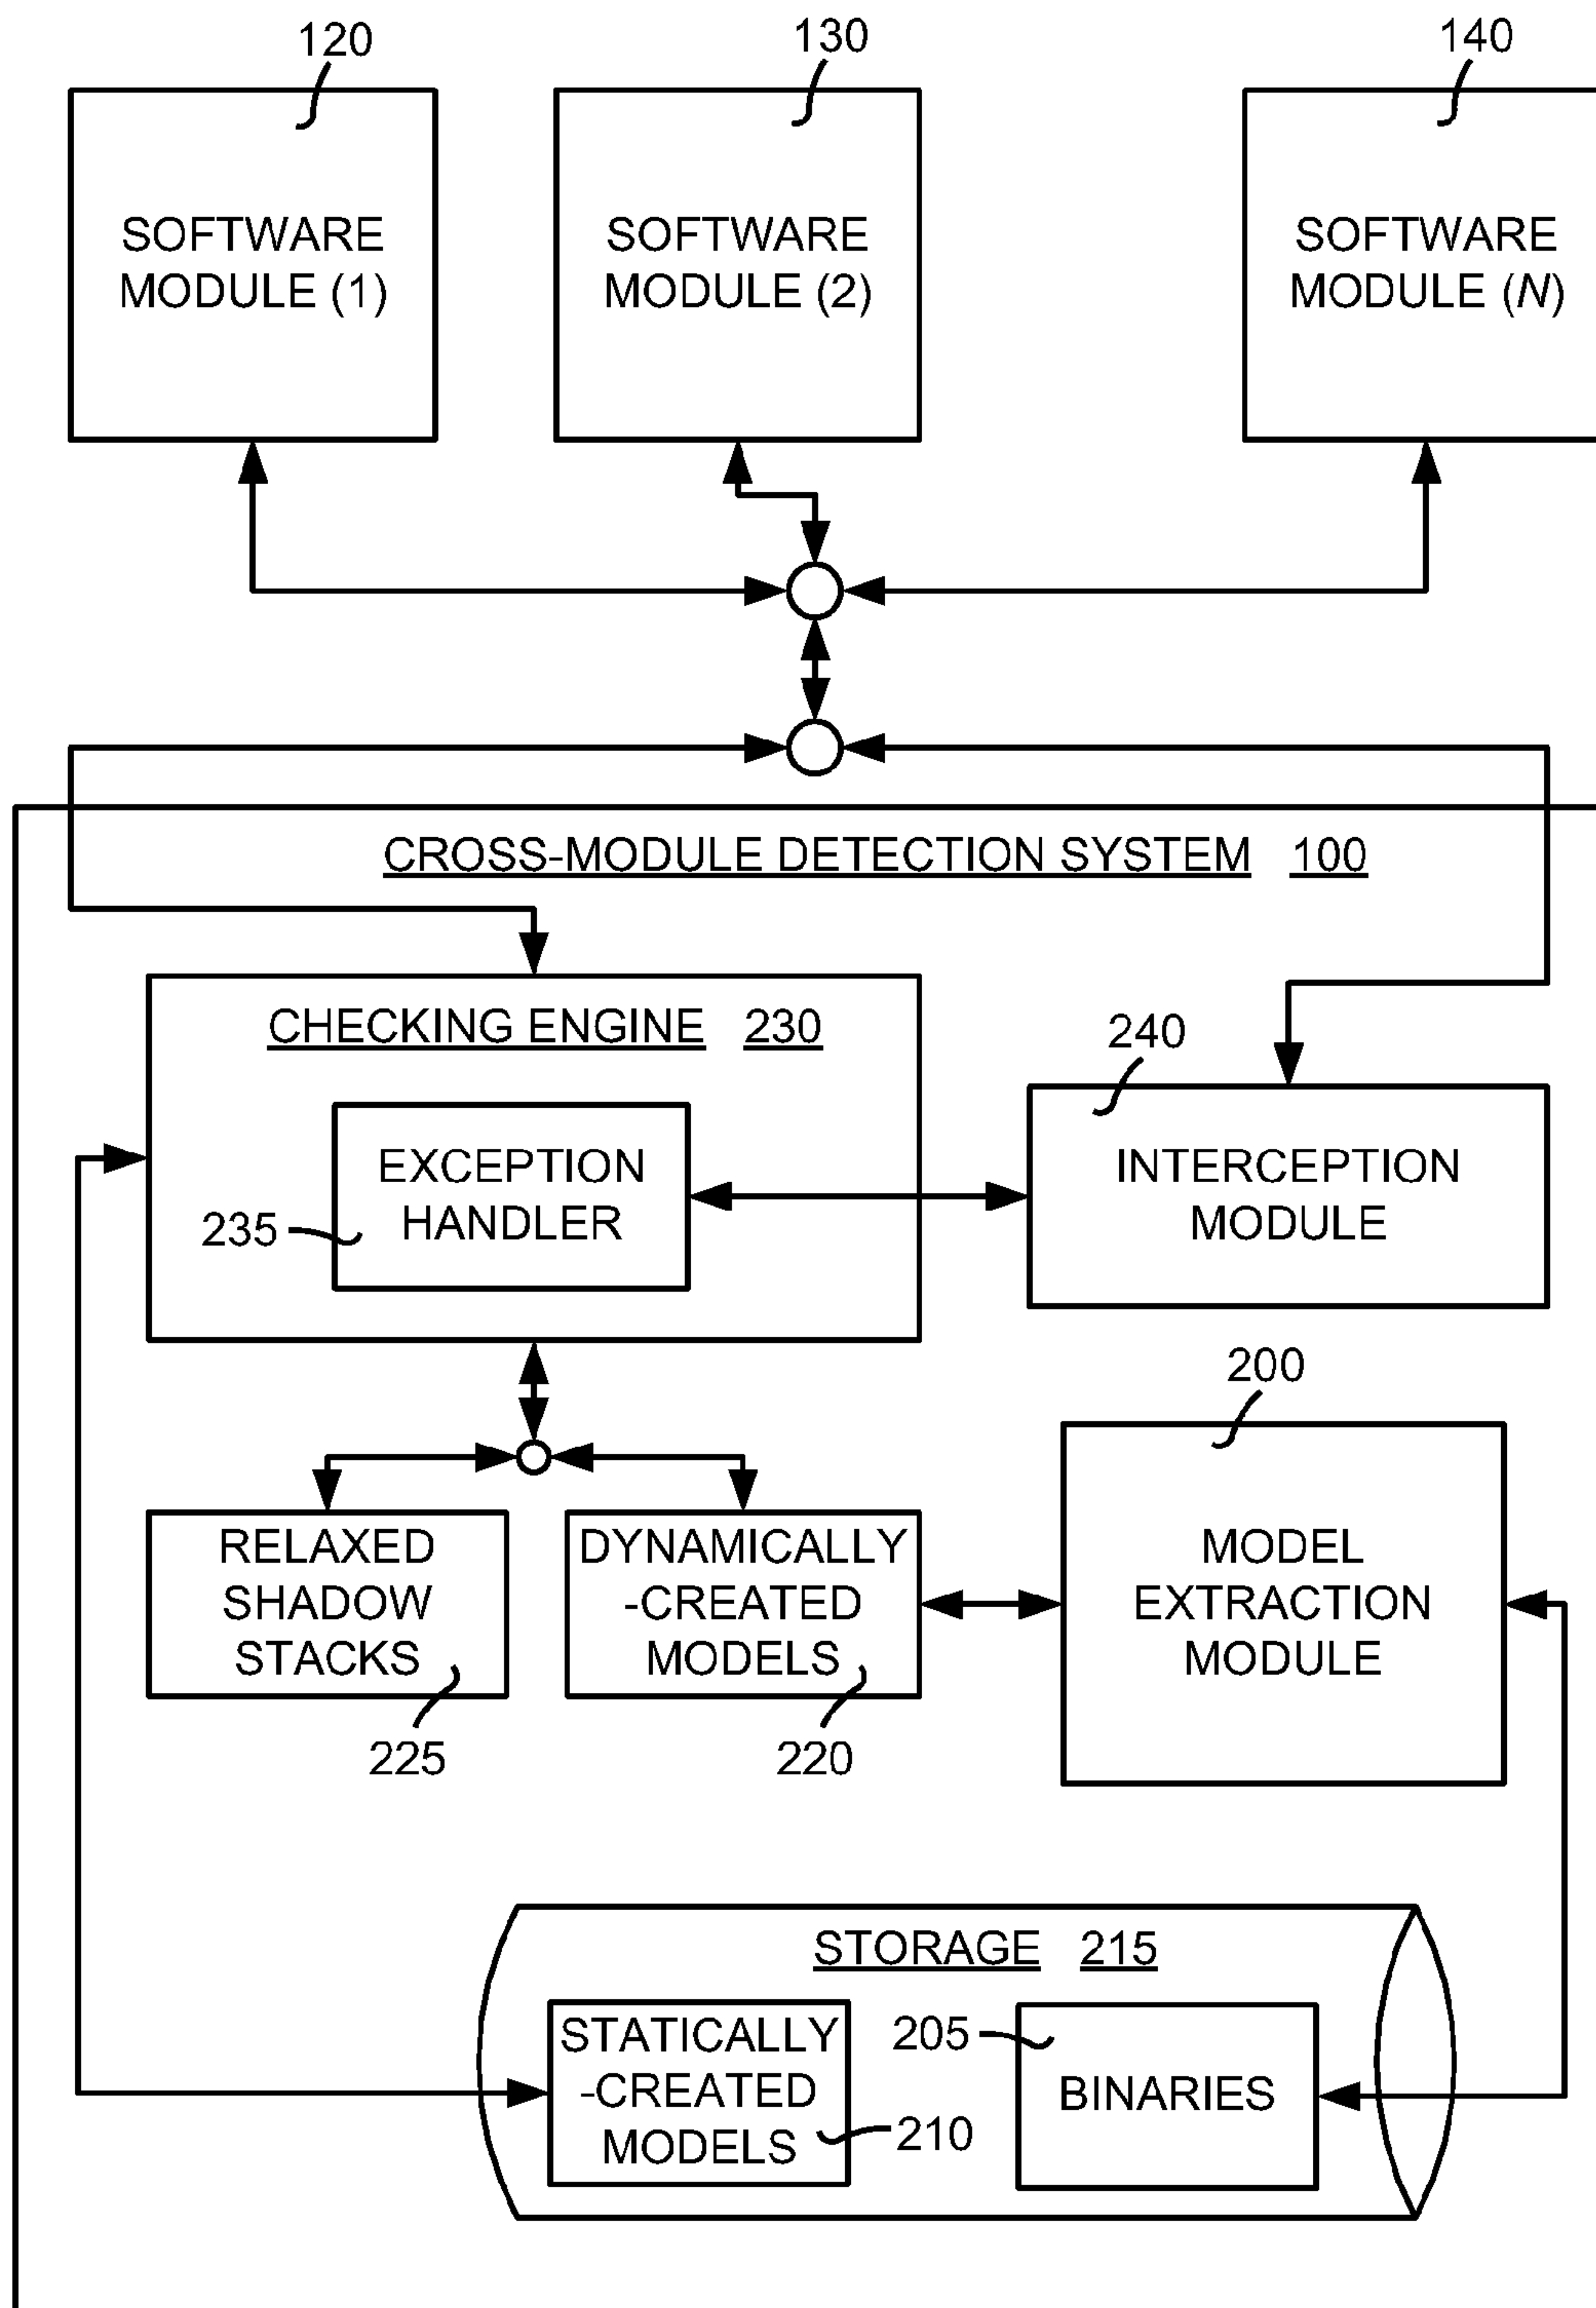 120
130
140
SOFTWARE
MODULE (1)
SOFTWARE
MODULE (2)
SOFTWARE
MODULE (N)
CROSS-MODULE DETECTION SYSTEM 100
CHECKING ENGINE 230
EXCEPTION
HANDLER
235
240
INTERCEPTION
MODULE
200
RELAXED
SHADOW
STACKS
225
DYNAMICALLY
-CREATED
MODELS
220
MODEL
EXTRACTION
MODULE
STORAGE 215
STATICALLY
-CREATED
MODELS
210
205
BINARIES